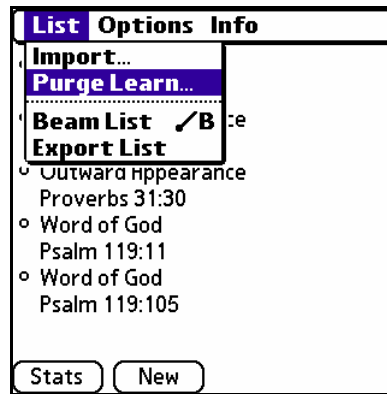 List Options Info
Import...
Purge Learn...
Beam List ⁄B
Export List
Outward Appearance
Proverbs 31:30
Word of God
Psalm 119:11
Word of God
Psalm 119:105
Stats New